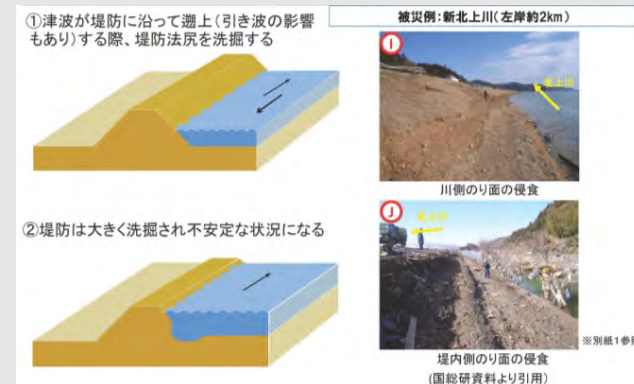 ①津波が堤防に沿って遡上(引き波の影響
もあり)する際、堤防法尻を洗掘する
②堤防は大きく洗掘され不安定な状況になる
被災例:新北上川(左岸約2km)
I
北上川
川側のり面の侵食
J
北上川
堤内側のり面の侵食
(国総研資料より引用)
※別紙1参照